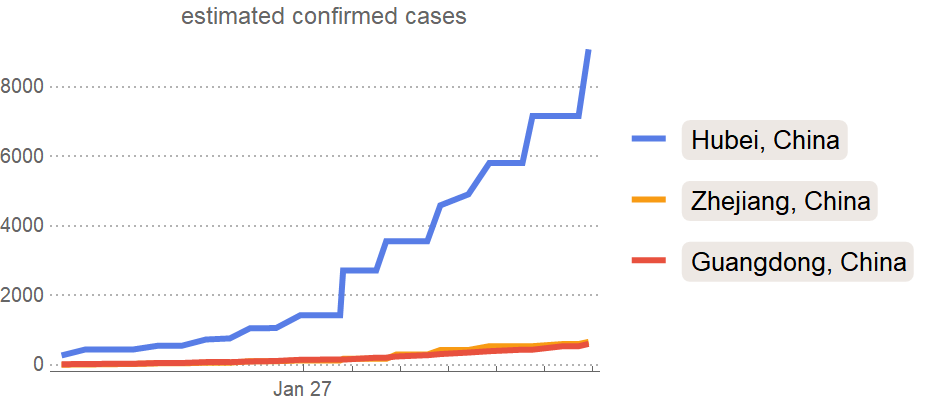 estimated confirmed cases
8000
6000
4000
2000
0
Jan 27
Hubei, China
Zhejiang, China
Guangdong, China